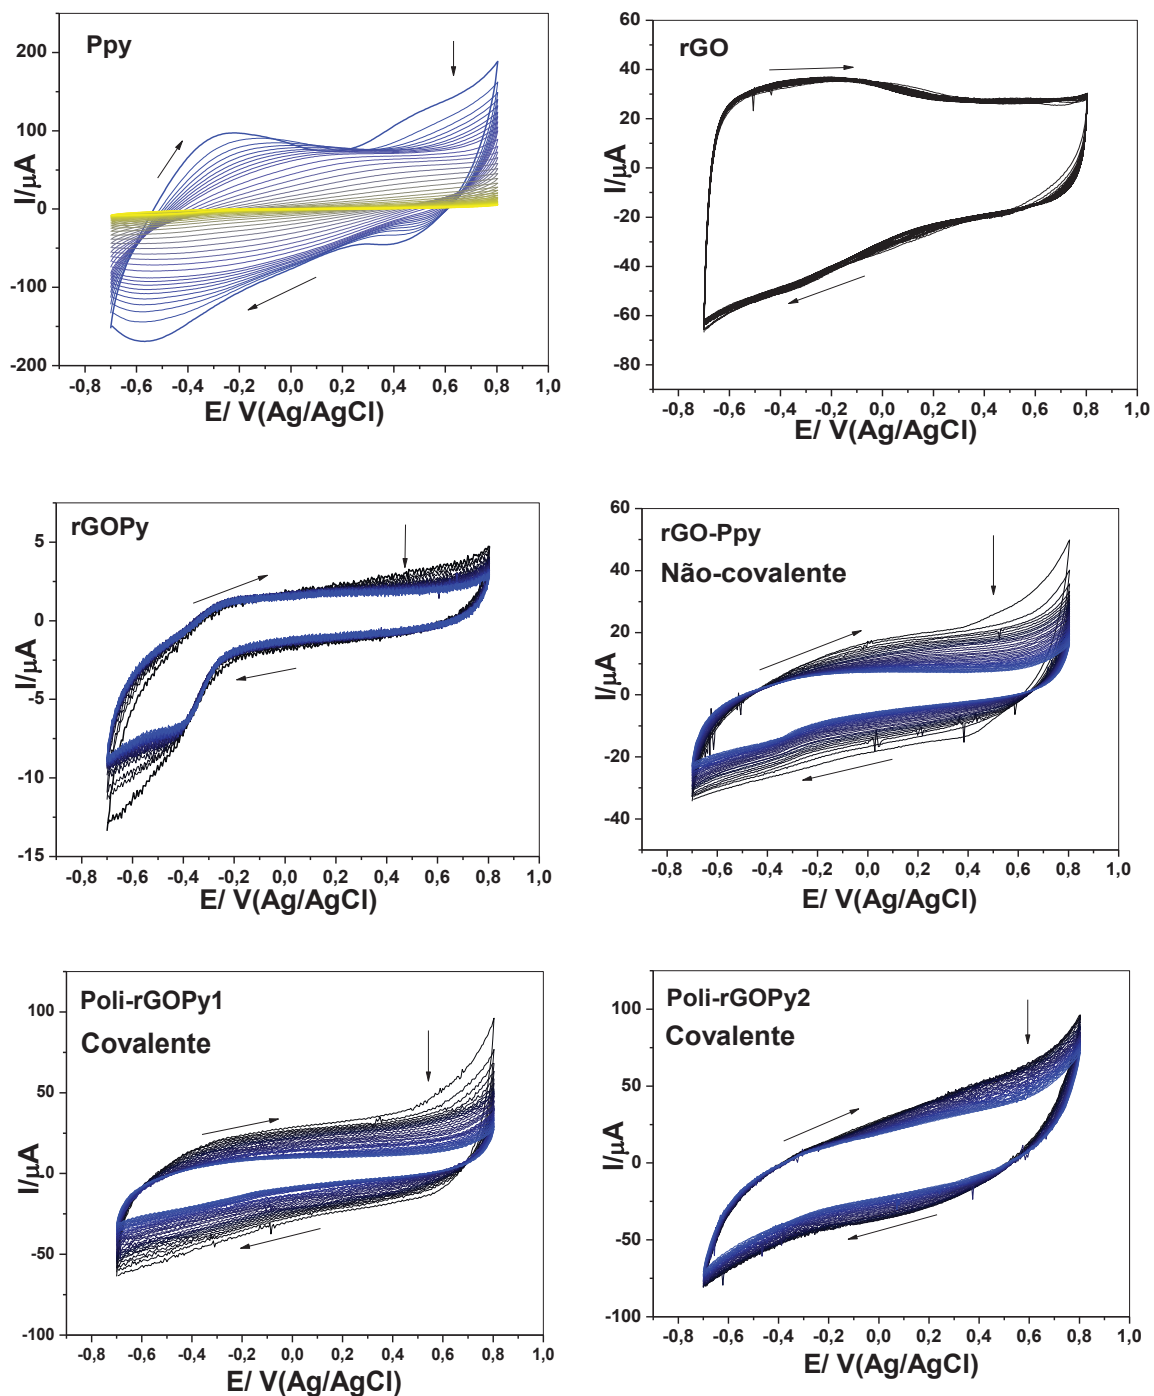 Ppy
200
100
0
-100
-200
I/μA
-0,8 -0,6 -0,4 -0,2 0,0 0,2 0,4 0,6 0,8 1,0
E/ V(Ag/AgCl)
rGO
60
40
20
0
-20
-40
-60
-80
I/μA
-0,8 -0,6 -0,4 -0,2 0,0 0,2 0,4 0,6 0,8 1,0
E/ V(Ag/AgCl)
rGOPy
5
0
-5
-10
-15
I/μA
-0,8 -0,6 -0,4 -0,2 0,0 0,2 0,4 0,6 0,8 1,0
E/ V(Ag/AgCl)
rGO-Ppy
Não-covalente
60
40
20
0
-20
-40
I/μA
-0,8 -0,6 -0,4 -0,2 0,0 0,2 0,4 0,6 0,8 1,0
E/ V(Ag/AgCl)
Poli-rGOPy1
Covalente
100
50
0
-50
-100
I/μA
-0,8 -0,6 -0,4 -0,2 0,0 0,2 0,4 0,6 0,8 1,0
E/ V(Ag/AgCl)
Poli-rGOPy2
Covalente
100
50
0
-50
-100
I/μA
-0,8 -0,6 -0,4 -0,2 0,0 0,2 0,4 0,6 0,8 1,0
E/ V(Ag/AgCl)